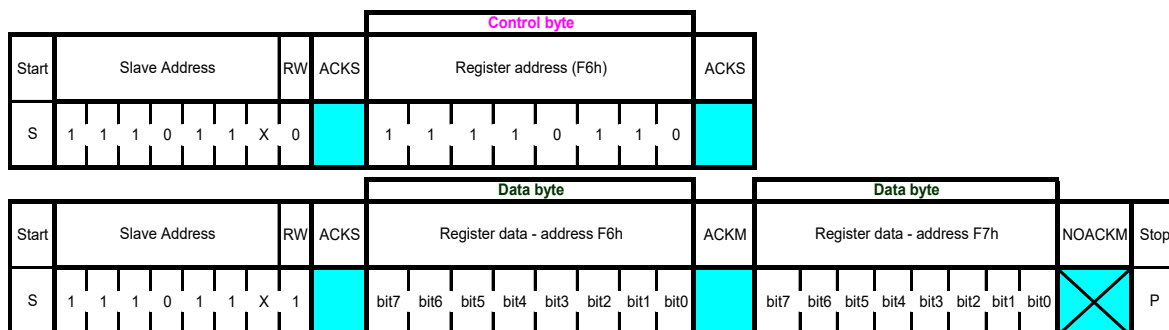 Control byte
Start Slave Address RW ACKS Register address (F6h) ACKS
S 1 1 1 0 1 1 X 0 1 1 1 1 0 1 1 0
Data byte Data byte
Start Slave Address RW ACKS Register data - address F6h ACKM Register data - address F7h NOACKM Stop
S 1 1 1 0 1 1 X 1 bit7 bit6 bit5 bit4 bit3 bit2 bit1 bit0 bit7 bit6 bit5 bit4 bit3 bit2 bit1 bit0 P